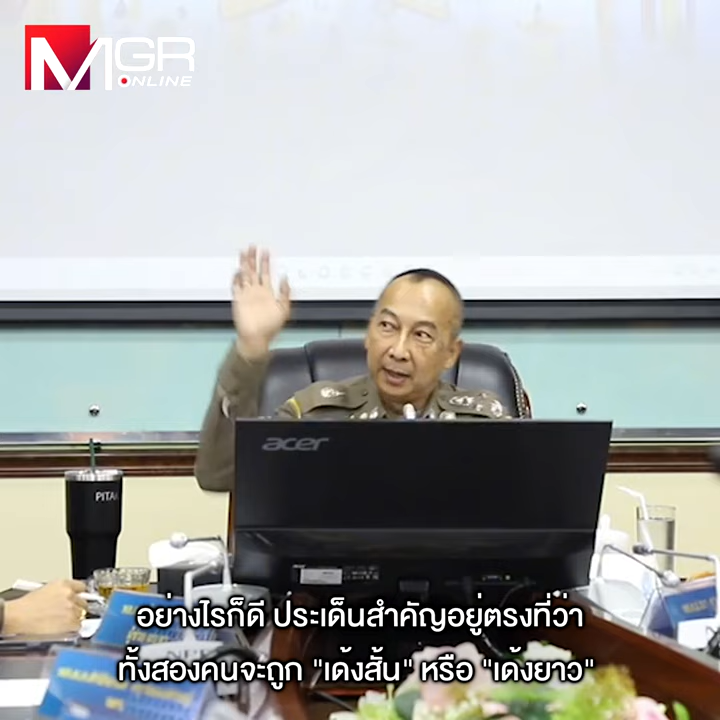 MGR
ONLINE
acer
PITAK
acer
อย่างไรก็ดี ประเด็นสำคัญอยู่ตรงที่ว่า
ทั้งสองคนจะถูก "เด้งสั้น" หรือ "เด้งยาว"